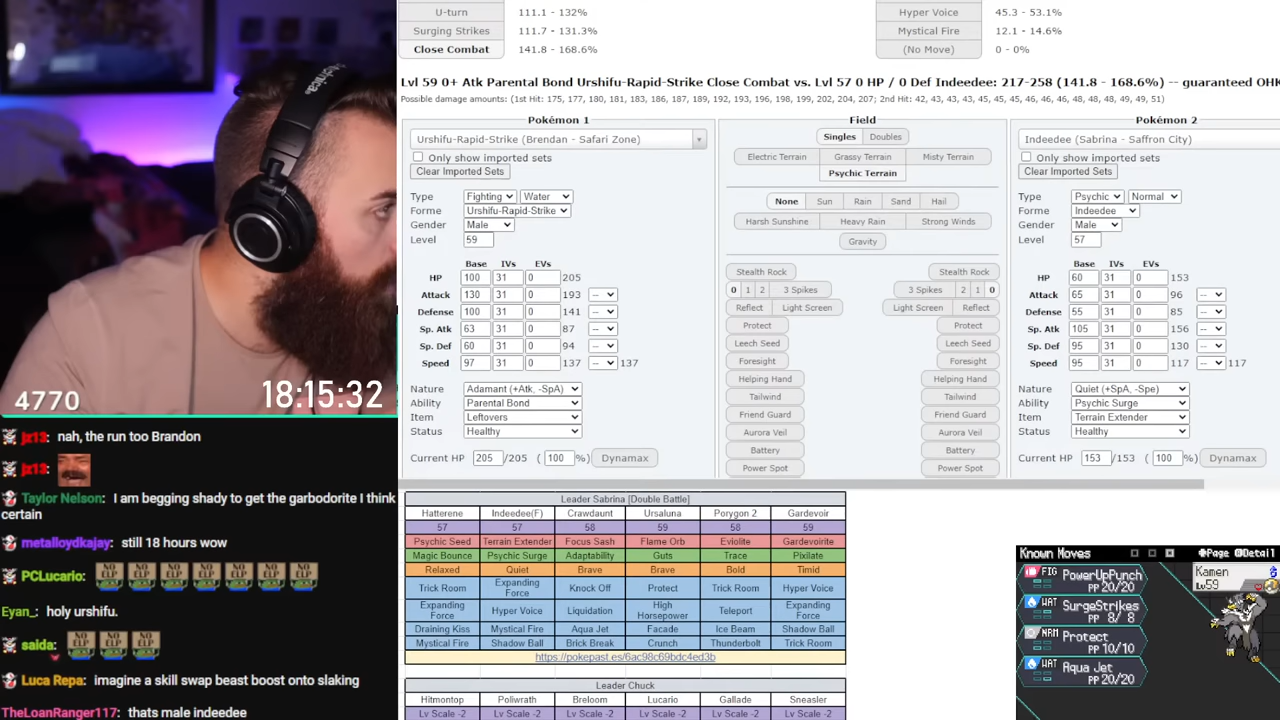 U-turn 111.1 - 132%
Hyper Voice 45.3 - 53.1%
Surging Strikes 111.7 - 131.3%
Mystical Fire 12.1 - 14.6%
Close Combat 141.8 - 168.6%
(No Move) 0 - 0%
Lvl 59 0+ Atk Parental Bond Urshifu-Rapid-Strike Close Combat vs. Lvl 57 0 HP / 0 Def Indeedee: 217-258 (141.8 - 168.6%) -- guaranteed OHK
Possible damage amounts: (1st Hit: 175, 177, 180, 181, 183, 186, 187, 189, 192, 193, 196, 198, 199, 202, 204, 207; 2nd Hit: 42, 43, 43, 43, 45, 45, 45, 46, 46, 46, 48, 48, 48, 49, 49, 51)
Pokémon 1
Urshifu-Rapid-Strike (Brendan - Safari Zone)
Only show imported sets
Clear Imported Sets
Type Fighting Water
Forme Urshifu-Rapid-Strike
Gender Male
Level 59
Base IVs EVs
HP 100 31 0 205
Attack 130 31 0 193 --
Defense 100 31 0 141 --
Sp. Atk 63 31 0 87 --
Sp. Def 60 31 0 94 --
Speed 97 31 0 137 -- 137
Nature Adamant (+Atk, -SpA)
Ability Parental Bond
Item Leftovers
Status Healthy
Current HP 205 /205 ( 100 %) Dynamax
Field
Singles Doubles
Electric Terrain Grassy Terrain Misty Terrain
Psychic Terrain
None Sun Rain Sand Hail
Harsh Sunshine Heavy Rain Strong Winds
Gravity
Stealth Rock Stealth Rock
0 1 2 3 Spikes 3 Spikes 2 1 0
Reflect Light Screen Light Screen Reflect
Protect Protect
Leech Seed Leech Seed
Foresight Foresight
Helping Hand Helping Hand
Tailwind Tailwind
Friend Guard Friend Guard
Aurora Veil Aurora Veil
Battery Battery
Power Spot Power Spot
Pokémon 2
Indeedee (Sabrina - Saffron City)
Only show imported sets
Clear Imported Sets
Type Psychic Normal
Forme Indeedee
Gender Male
Level 57
Base IVs EVs
HP 60 31 0 153
Attack 65 31 0 96 --
Defense 55 31 0 85 --
Sp. Atk 105 31 0 156 --
Sp. Def 95 31 0 130 --
Speed 95 31 0 117 -- 117
Nature Quiet (+SpA, -Spe)
Ability Psychic Surge
Item Terrain Extender
Status Healthy
Current HP 153 /153 ( 100 %) Dynamax
4770
18:15:32
jz13: nah, the run too Brandon
jz13:
Taylor Nelson: I am begging shady to get the garbodorite I think
certain
metalloydkajay: still 18 hours wow
PCLucario:
Eyan_: holy urshifu.
saida:
Luca Repa: imagine a skill swap beast boost onto slaking
TheLoanRanger117: thats male indeedee
Leader Sabrina [Double Battle]
Hatterene Indeedee(F) Crawdaunt Ursaluna Porygon 2 Gardevoir
57 57 58 59 58 59
Psychic Seed Terrain Extender Focus Sash Flame Orb Eviolite Gardevoirite
Magic Bounce Psychic Surge Adaptability Guts Trace Pixilate
Relaxed Quiet Brave Brave Bold Timid
Trick Room Expanding Force Knock Off Protect Trick Room Hyper Voice
Expanding Force Hyper Voice Liquidation High Horsepower Teleport Expanding Force
Draining Kiss Mystical Fire Aqua Jet Facade Ice Beam Shadow Ball
Mystical Fire Shadow Ball Brick Break Crunch Thunderbolt Trick Room
https://pokepast.es/6ac98c69bdc4ed3b
Leader Chuck
Hitmontop Poliwrath Breloom Lucario Gallade Sneasler
Lv Scale -2 Lv Scale -2 Lv Scale -2 Lv Scale -2 Lv Scale -2 Lv Scale -2
Known Moves
Page Detail
FIG PowerUpPunch
PP 20/20
WAT SurgeStrikes
PP 8/ 8
NRM Protect
PP 10/10
WAT Aqua Jet
PP 20/20
Kamen
Lv59